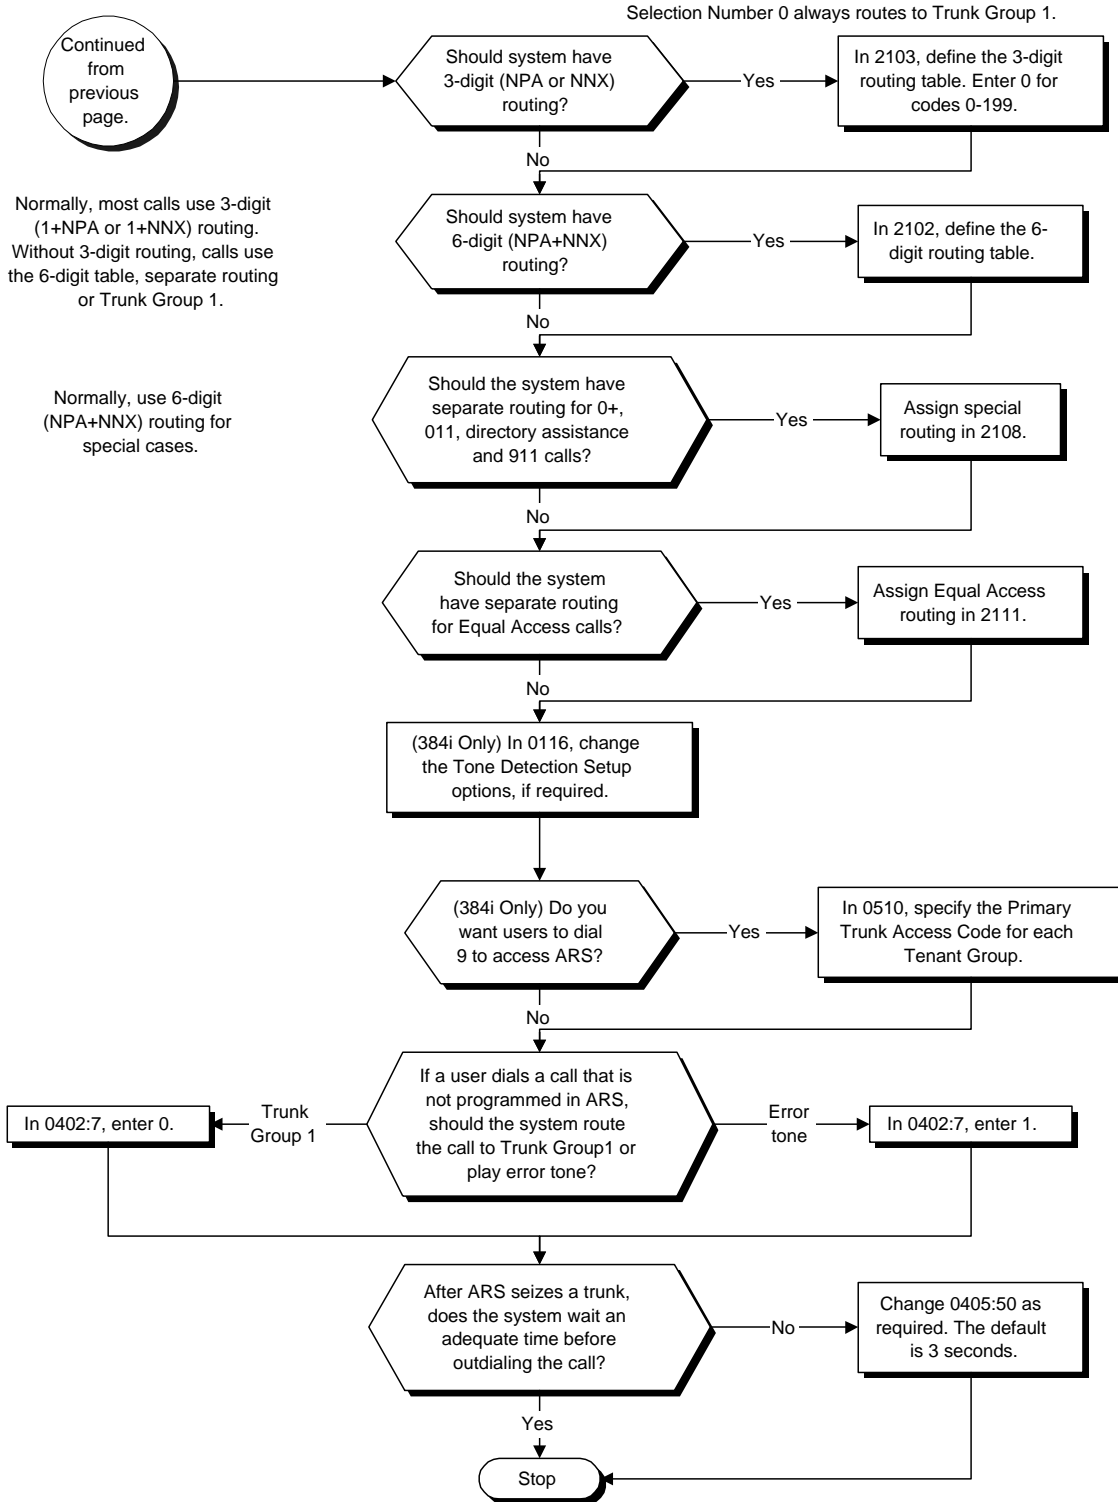 Selection Number 0 always routes to Trunk Group 1.
Continued
from
previous
page.
Should system have
3-digit (NPA or NNX)
routing?
Yes
In 2103, define the 3-digit
routing table. Enter 0 for
codes 0-199.
No
Normally, most calls use 3-digit
(1+NPA or 1+NNX) routing.
Without 3-digit routing, calls use
the 6-digit table, separate routing
or Trunk Group 1.
Should system have
6-digit (NPA+NNX)
routing?
Yes
In 2102, define the 6-
digit routing table.
No
Normally, use 6-digit
(NPA+NNX) routing for
special cases.
Should the system have
separate routing for 0+,
011, directory assistance
and 911 calls?
Yes
Assign special
routing in 2108.
No
Should the system
have separate routing
for Equal Access calls?
Yes
Assign Equal Access
routing in 2111.
No
(384i Only) In 0116, change
the Tone Detection Setup
options, if required.
(384i Only) Do you
want users to dial
9 to access ARS?
Yes
In 0510, specify the Primary
Trunk Access Code for each
Tenant Group.
No
If a user dials a call that is
not programmed in ARS,
should the system route
the call to Trunk Group1 or
play error tone?
Trunk
Group 1
In 0402:7, enter 0.
Error
tone
In 0402:7, enter 1.
After ARS seizes a trunk,
does the system wait an
adequate time before
outdialing the call?
No
Change 0405:50 as
required. The default
is 3 seconds.
Yes
Stop